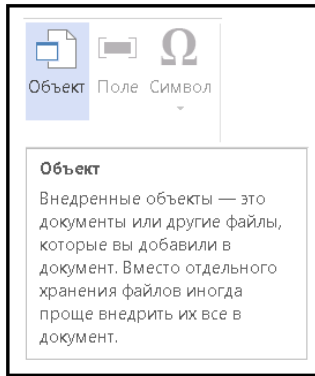 Объект Поле Символ
Объект
Внедренные объекты — это
документы или другие файлы,
которые вы добавили в
документ. Вместо отдельного
хранения файлов иногда
проще внедрить их все в
документ.